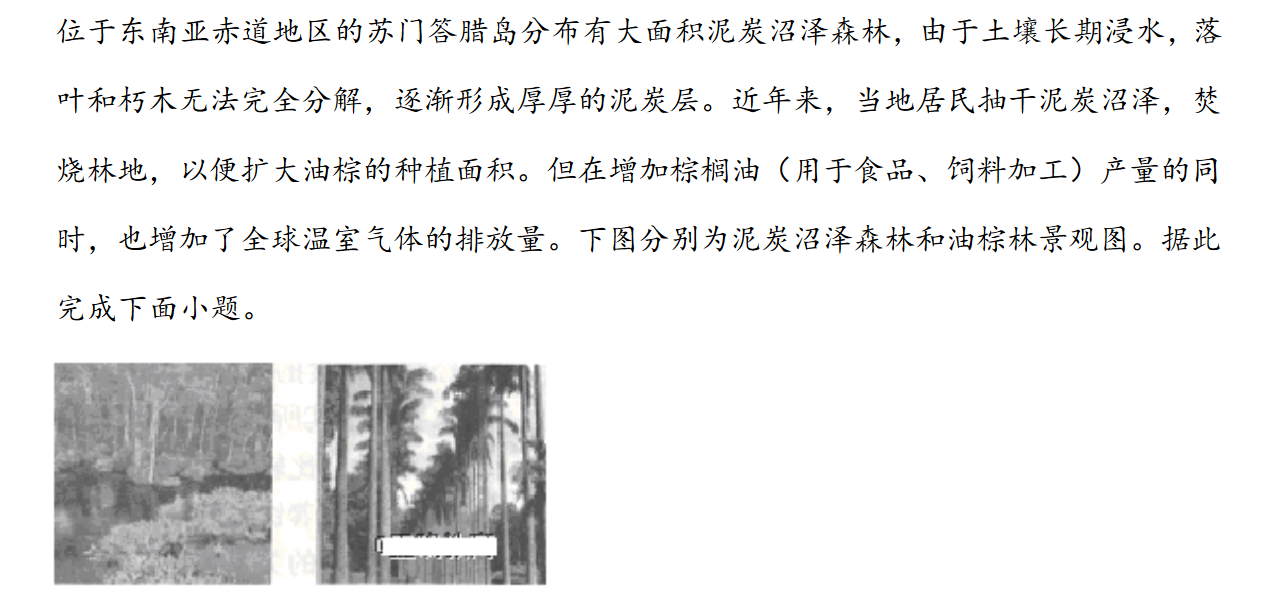 位于东南亚赤道地区的苏门答腊岛分布有大面积泥炭沼泽森林，由于土壤长期浸水，落
叶和朽木无法完全分解，逐渐形成厚厚的泥炭层。近年来，当地居民抽干泥炭沼泽，焚
烧林地，以便扩大油棕的种植面积。但在增加棕榈油（用于食品、饲料加工）产量的同
时，也增加了全球温室气体的排放量。下图分别为泥炭沼泽森林和油棕林景观图。据此
完成下面小题。